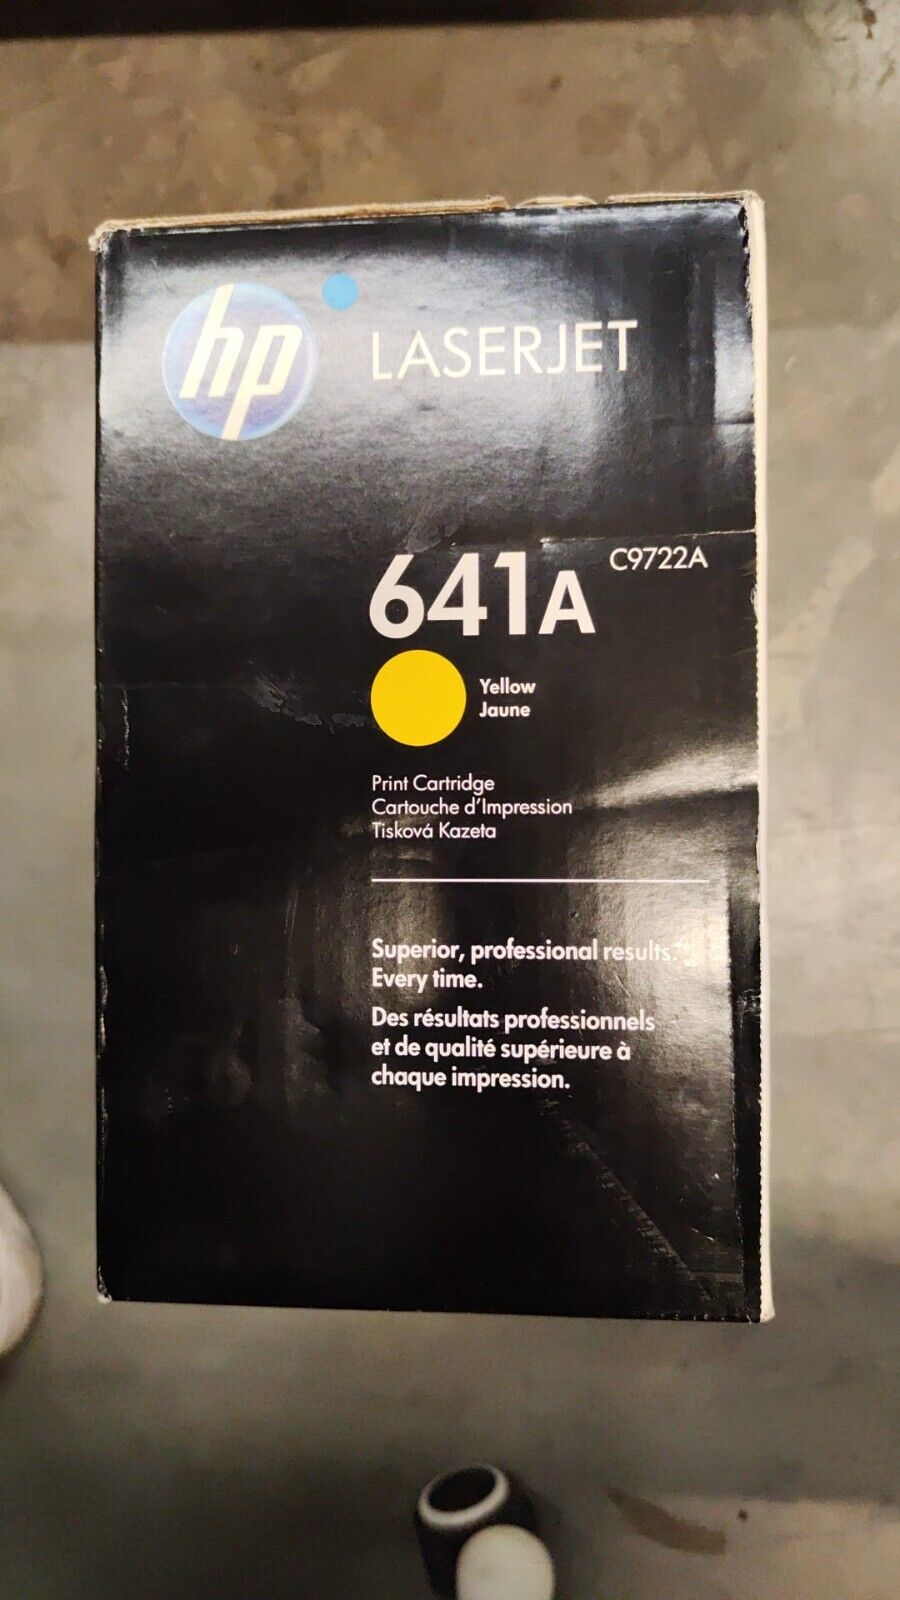 hp
LASERJET
641A C9722A
Yellow
Jaune
Print Cartridge
Cartouche d'Impression
Tisková Kazeta
Superior, professional results.
Every time.
Des résultats professionnels
et de qualité supérieure à
chaque impression.